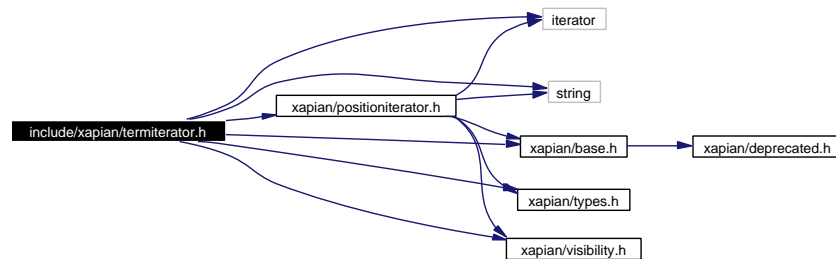 iterator
string
xapian/positioniterator.h
include/xapian/termiterator.h
xapian/base.h
xapian/deprecated.h
xapian/types.h
xapian/visibility.h